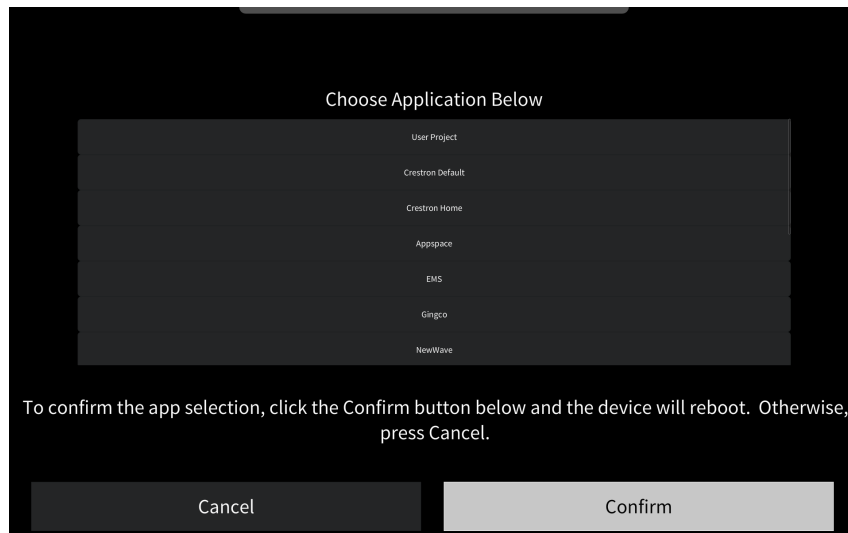 Choose Application Below
User Project
Crestron Default
Crestron Home
Appspace
EMS
Gingco
NewWave
To confirm the app selection, click the Confirm button below and the device will reboot.  Otherwise,
press Cancel.
Cancel
Confirm